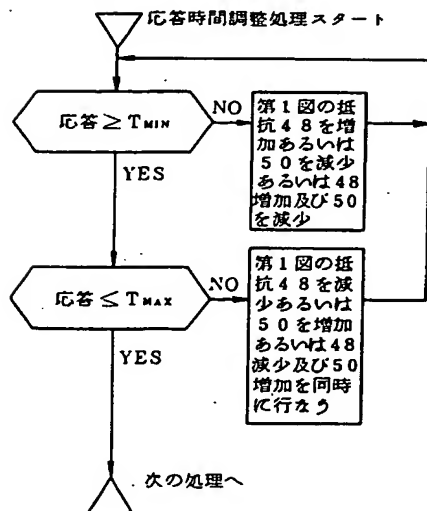 応答時間調整処理スタート
応答≥TMIN
NO
第1図の抵
抗48を増
加あるいは
50を減少
あるいは48
増加及び50
を減少
YES
応答≤TMAX
NO
第1図の抵
抗48を減
少あるいは
50を増加
あるいは48
減少及び50
増加を同時
に行なう
YES
次の処理へ